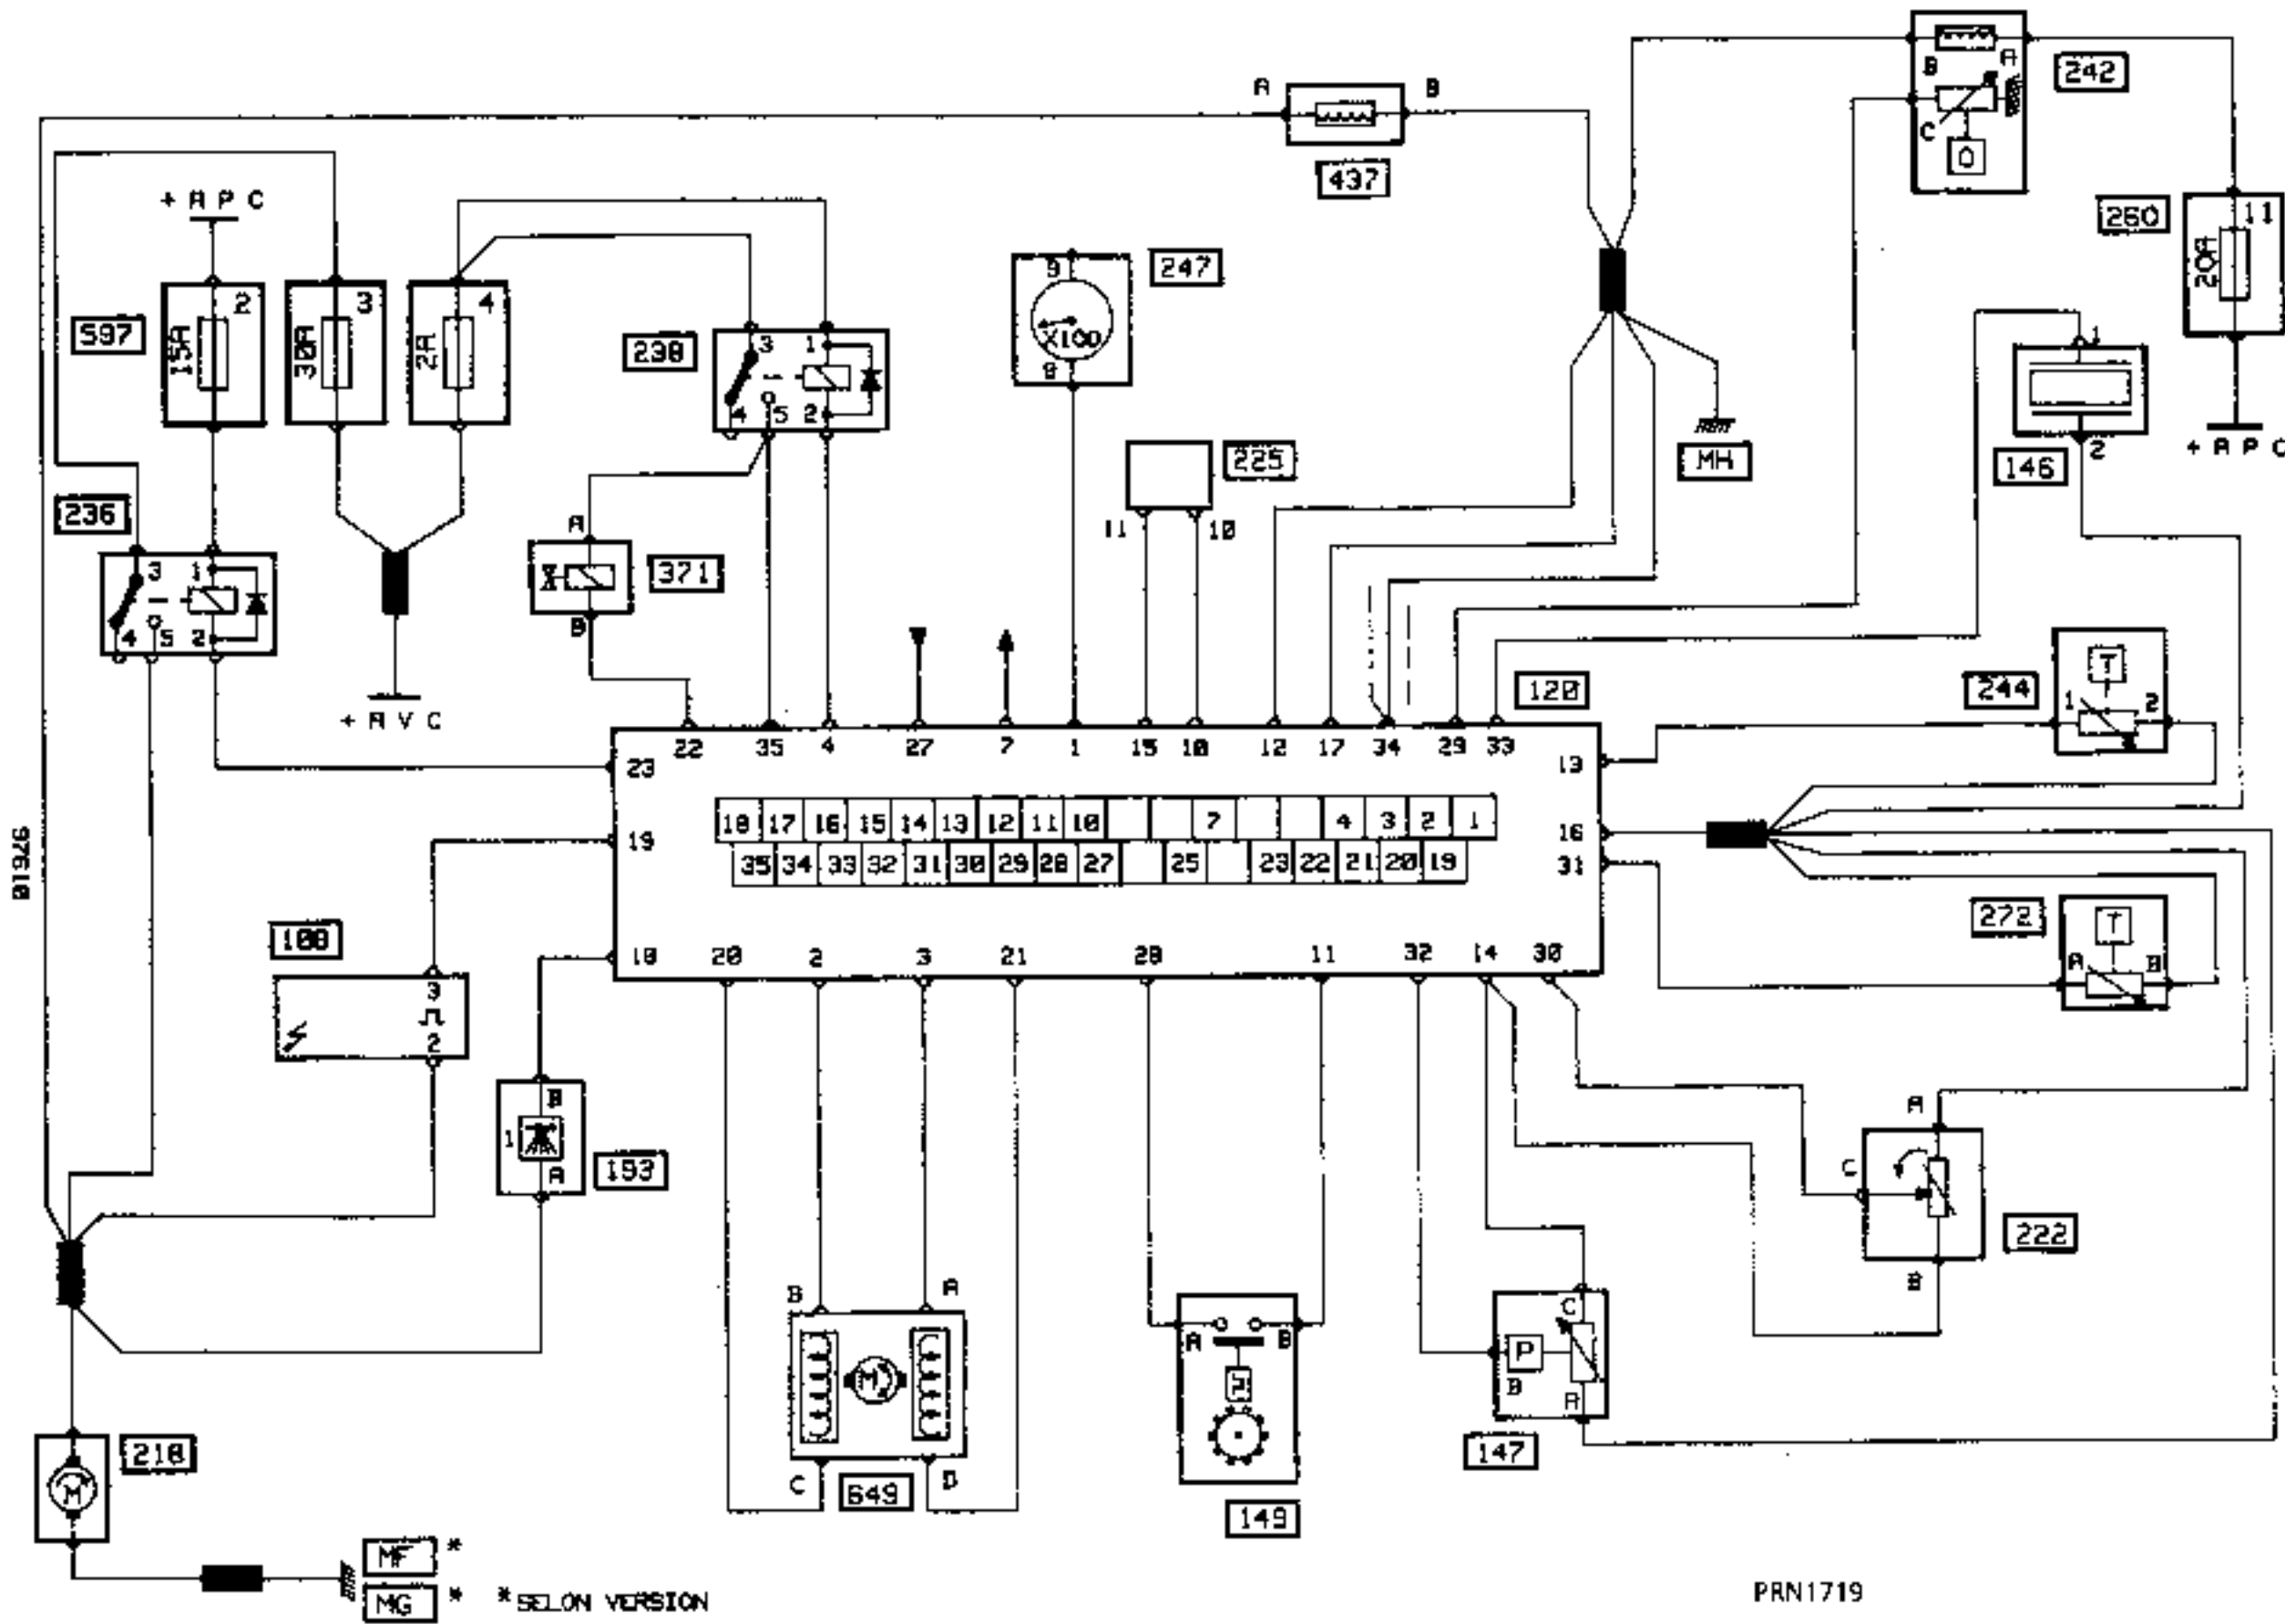 B A 242
C
O
A B
437
+ A P C
260 11
20A
247
9
X100
9
597 15A 2 30A 3 2A 4
238
3 1
4 5 2
1
146 2
+ A P C
225
11 10
MH
236
3 1
4 5 2
A
371
B
+ A V C
120
244 T
1 2
22 35 4 27 7 1 15 10 12 17 34 29 33
23 13
18 17 16 15 14 13 12 11 10 7 4 3 2 1
19 16
35 34 33 32 31 30 29 28 27 25 23 22 21 20 19
31
01676
108
3
2
272 T
A B
18 20 2 3 21 28 11 32 14 30
B
1
A
193
A
C
222
B
B A
M
C 649 D
A B
149
C
P
B
A
147
218
M
MF *
MG * * SELON VERSION
PRN1719